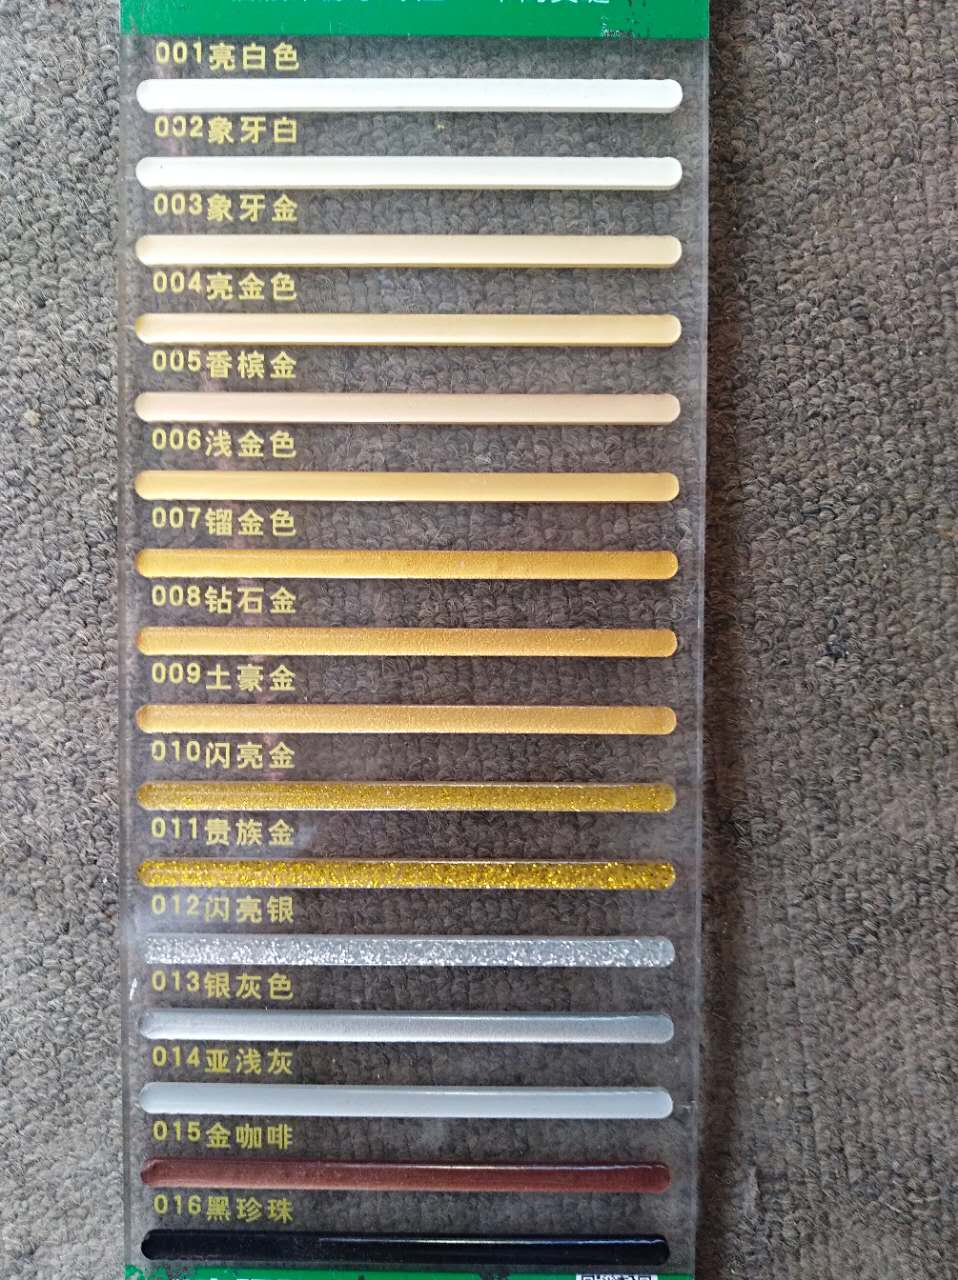 001亮白色
002象牙白
003象牙金
004亮金色
005香槟金
006浅金色
007镏金色
008钻石金
009土豪金
010闪亮金
011贵族金
012闪亮银
013银灰色
014亚浅灰
015金咖啡
016黑珍珠